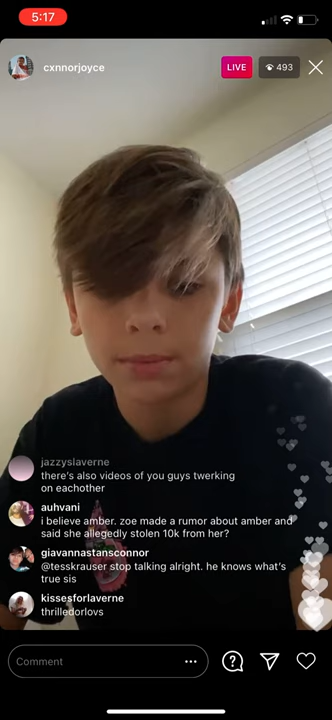 5:17
cxnnorjoyce
LIVE
493
jazzyslaverne
there's also videos of you guys twerking
on eachother
auhvani
i believe amber. zoe made a rumor about amber and
said she allegedly stolen 10k from her?
giavannastansconnor
@tesskrauser stop talking alright. he knows what's
true sis
kissesforlaverne
thrilledorlovs
Comment